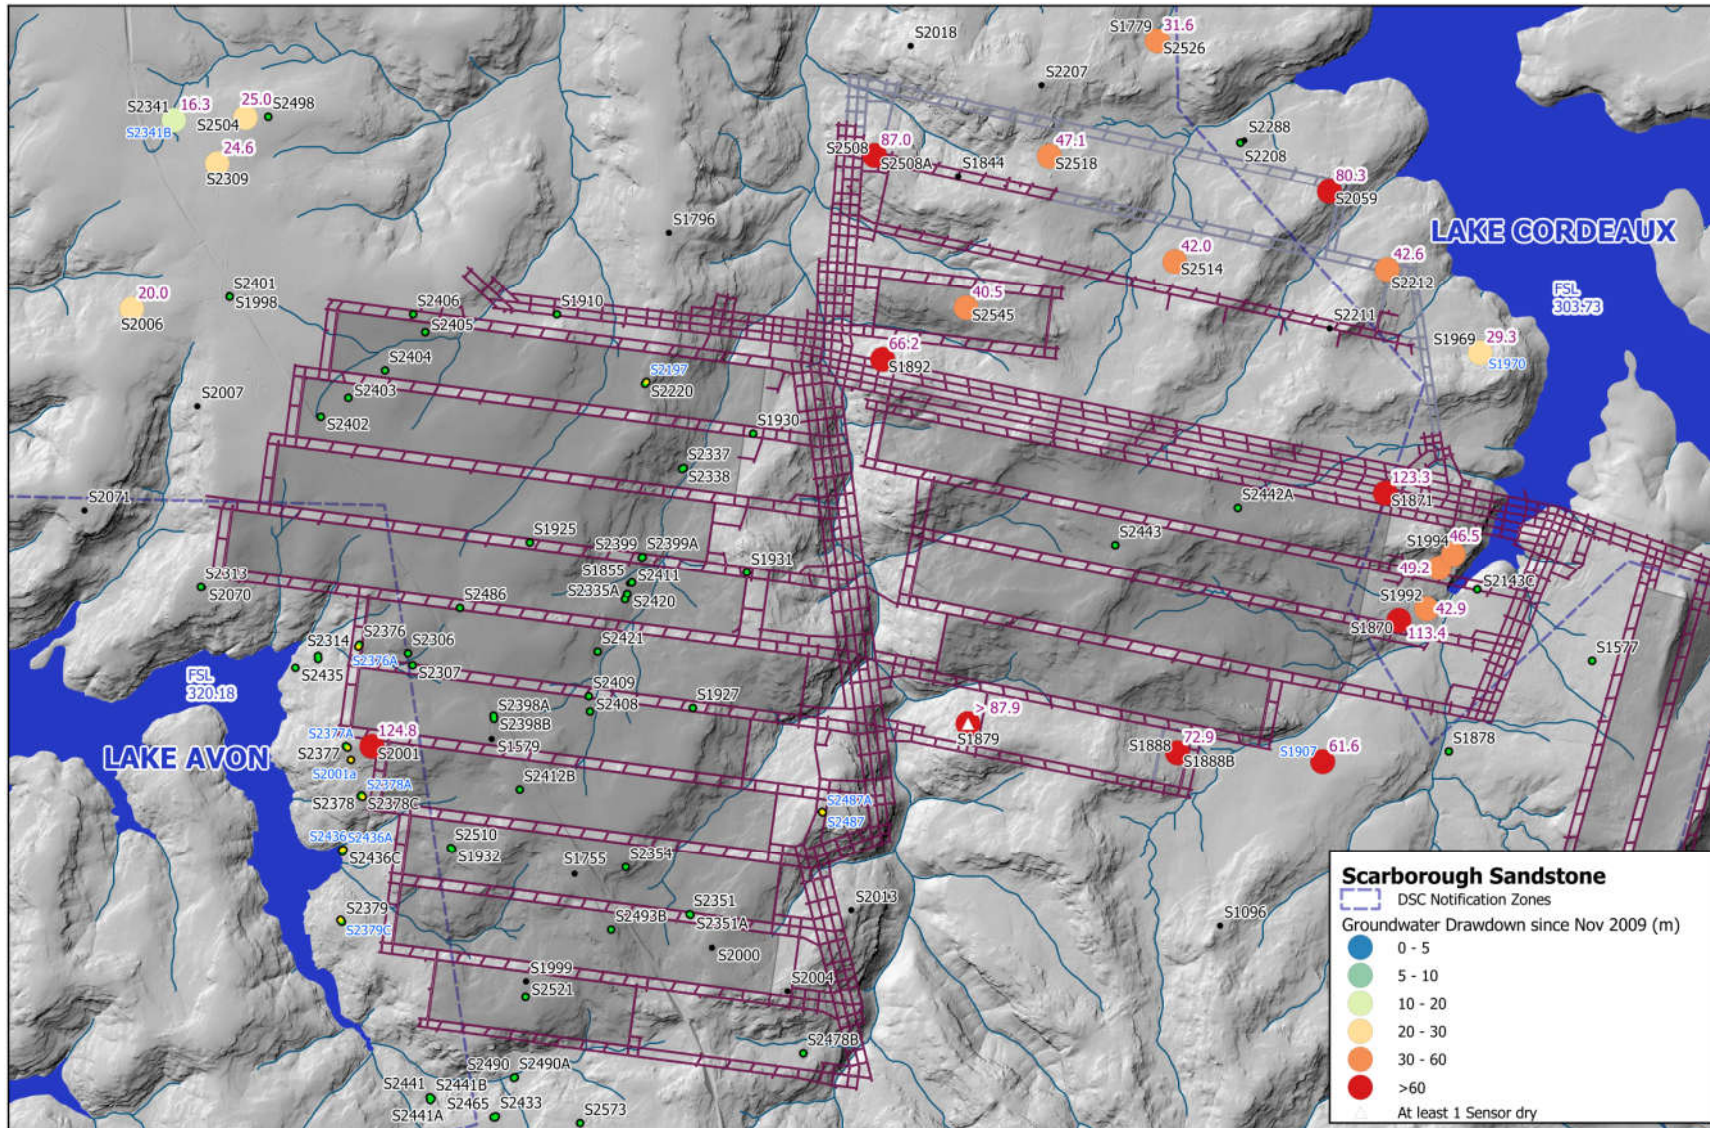 S2018
S1779
31.6
S2526
S2207
S2341
16.3
25.0
S2498
S2341B
S2504
24.6
S2309
S2288
S2208
S2508
87.0
S2508A
47.1
S2518
S1844
80.3
S2059
S1796
LAKE CORDEAUX
42.0
S2514
42.6
S2212
FSL
303.73
S2401
S1998
20.0
S2006
S2406
S2405
S1910
40.5
S2545
S2211
S1969
29.3
S1970
66.2
S1892
S2404
S2403
S2402
S2197
S2220
S2007
S1930
S2337
S2338
S2071
123.3
S1871
S2442A
S2443
S1994
46.5
49.2
S2143C
S1992
42.9
S1870
113.4
S1577
S1925
S2399
S2399A
S1855
S2411
S2335A
S2420
S1931
S2313
S2070
S2486
S2421
S2314
S2376
S2306
S2376A
S2435
S2307
FSL
320.18
S2409
S2408
S1927
S2398A
S2398B
S1579
LAKE AVON
S2377A
S2377
124.8
S2001
S2001a
S2378A
S2378
S2378C
S2412B
> 87.9
S1879
S1888
72.9
S1888B
S1907
61.6
S1878
S2487A
S2487
S2436
S2436A
S2436C
S2510
S1932
S1755
S2354
S2379
S2379C
S2351
S2351A
S2493B
S2013
S1096
S2000
S1999
S2521
S2004
S2478B
S2490
S2490A
S2441
S2441B
S2441A
S2465
S2433
S2573
Scarborough Sandstone
DSC Notification Zones
Groundwater Drawdown since Nov 2009 (m)
0 - 5
5 - 10
10 - 20
20 - 30
30 - 60
>60
At least 1 Sensor dry